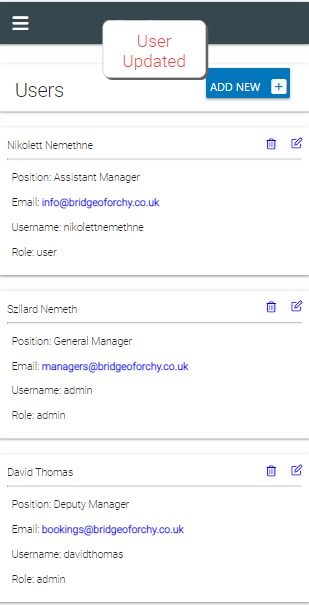 User
Updated
Users
ADD NEW
Nikolett Nemethne
Position: Assistant Manager
Email: info@bridgeoforchy.co.uk
Username: nikolettnemethne
Role: user
Szilard Nemeth
Position: General Manager
Email: managers@bridgeoforchy.co.uk
Username: admin
Role: admin
David Thomas
Position: Deputy Manager
Email: bookings@bridgeoforchy.co.uk
Username: davidthomas
Role: admin